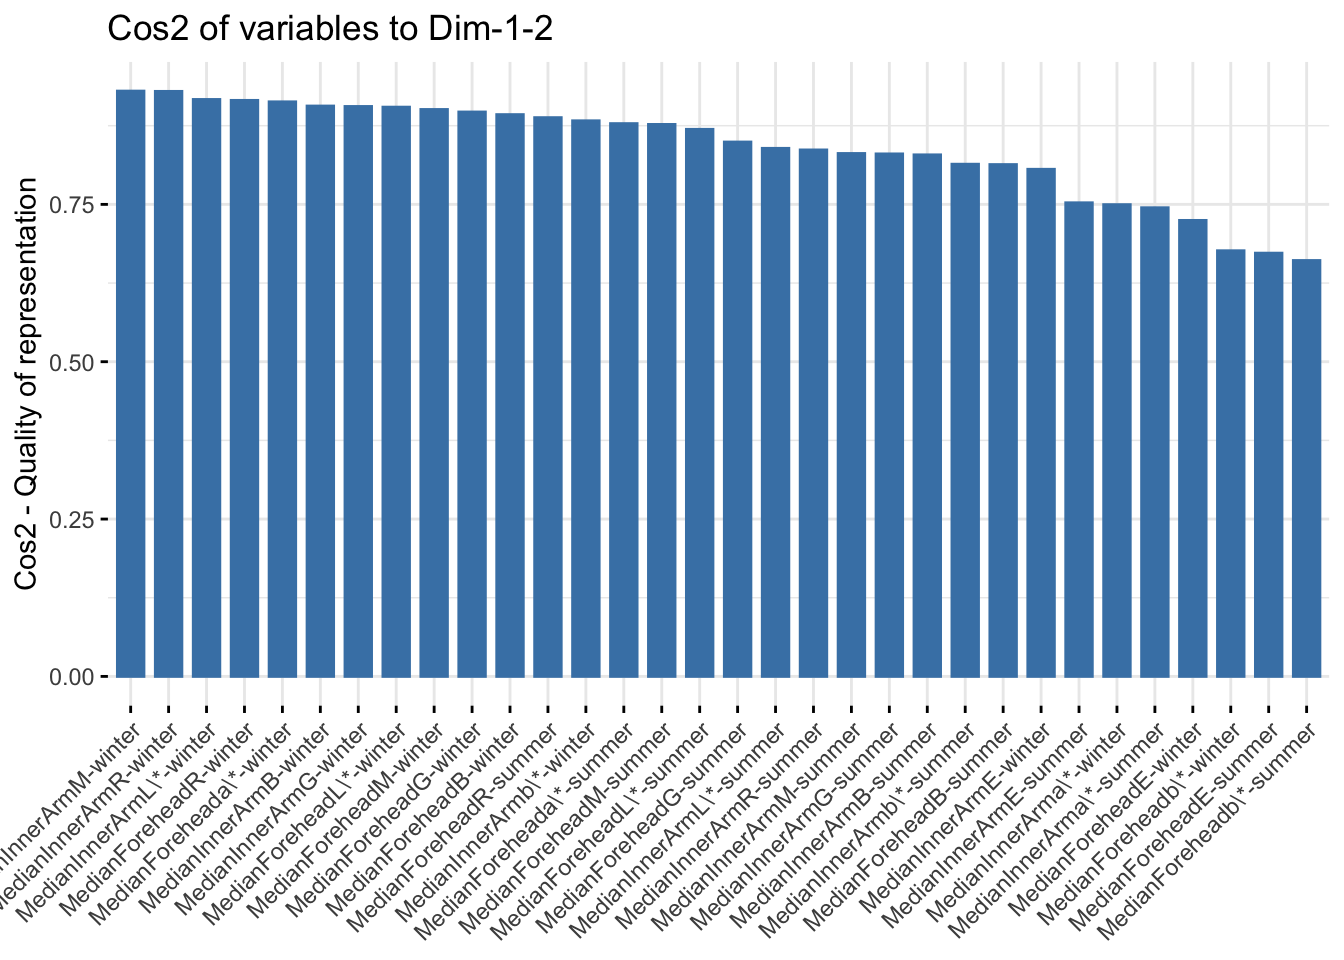 Cos2 of variables to Dim-1-2
Cos2 - Quality of representation
0.75
0.50
0.25
0.00
InnerArmM-winter
MedianInnerArmR-winter
MedianInnerArmL\*-winter
MedianForeheadR-winter
MedianForeheada\*-winter
MedianInnerArmB-winter
MedianInnerArmG-winter
MedianForeheadL\*-winter
MedianForeheadM-winter
MedianForeheadG-winter
MedianForeheadB-winter
MedianForeheadR-summer
MedianInnerArmb\*-winter
MedianForeheada\*-summer
MedianForeheadM-summer
MedianForeheadL\*-summer
MedianForeheadG-summer
MedianInnerArmL\*-summer
MedianInnerArmR-summer
MedianInnerArmM-summer
MedianInnerArmG-summer
MedianInnerArmB-summer
MedianInnerArmb\*-summer
MedianForeheadB-summer
MedianInnerArmE-winter
MedianInnerArmE-summer
MedianInnerArma\*-winter
MedianInnerArma\*-summer
MedianForeheadE-winter
MedianForeheadb\*-winter
MedianForeheadE-summer
MedianForeheadb\*-summer